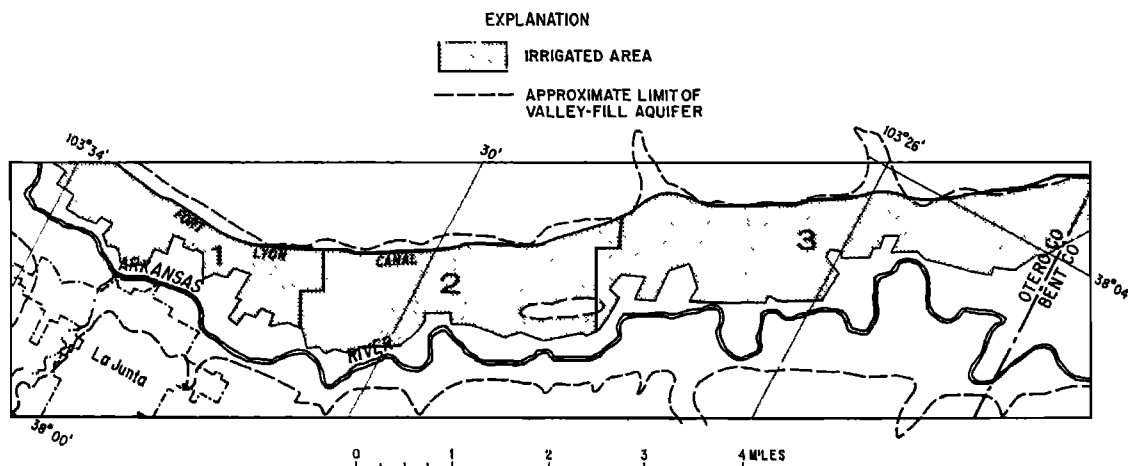 EXPLANATION
IRRIGATED AREA
APPROXIMATE LIMIT OF
VALLEY-FILL AQUIFER
103°34'
30'
103°26'
FORT
LYON
CANAL
1
2
3
ARKANSAS
RIVER
La Junta
OTERO CO
BENT CO
38°04'
38°00'
0 1 2 3 4 MILES